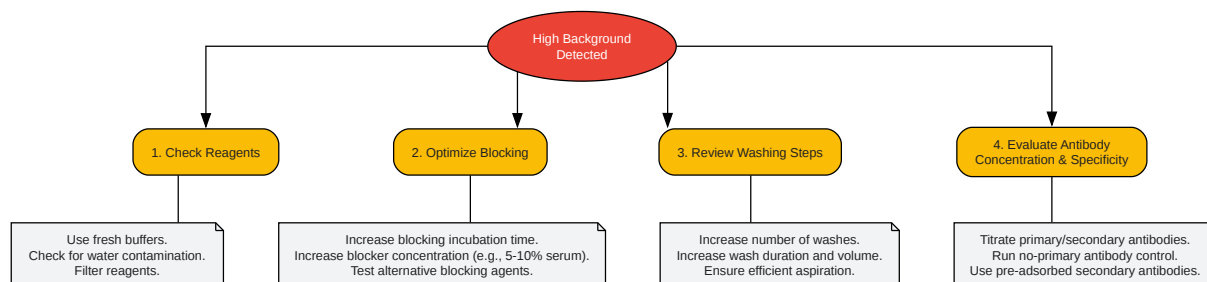 High Background
Detected
1. Check Reagents
2. Optimize Blocking
3. Review Washing Steps
4. Evaluate Antibody
Concentration & Specificity
Use fresh buffers.
Check for water contamination.
Filter reagents.
Increase blocking incubation time.
Increase blocker concentration (e.g., 5-10% serum).
Test alternative blocking agents.
Increase number of washes.
Increase wash duration and volume.
Ensure efficient aspiration.
Titrate primary/secondary antibodies.
Run no-primary antibody control.
Use pre-adsorbed secondary antibodies.